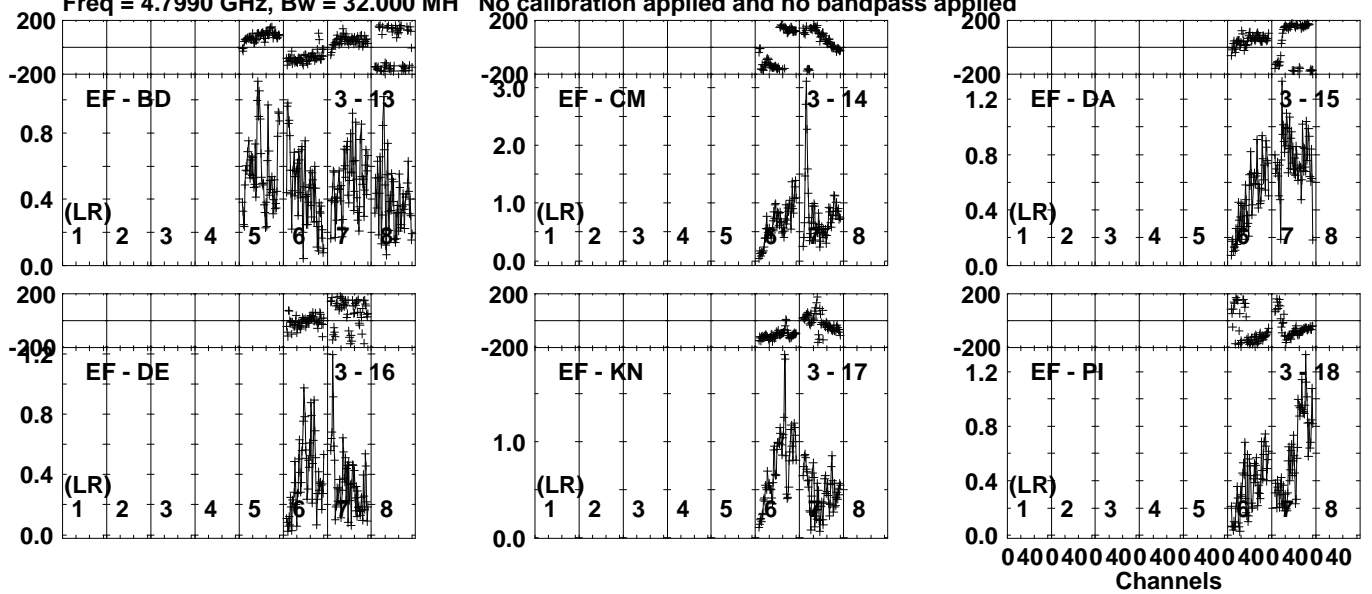 Freq = 4.7990 GHz, Bw = 32.000 MH No calibration applied and no bandpass applied
200 200 200
-200 -200 -200
EF - BD 3 - 13
0.8
0.4
0.0
(LR)
1 2 3 4 5 6 7 8
EF - CM 3 - 14
3.0
2.0
1.0
0.0
(LR)
1 2 3 4 5 6 7 8
EF - DA 3 - 15
1.2
0.8
0.4
0.0
(LR)
1 2 3 4 5 6 7 8
200 200 200
-200 -200 -200
EF - DE 3 - 16
1.2
0.8
0.4
0.0
(LR)
1 2 3 4 5 6 7 8
EF - KN 3 - 17
1.0
0.0
(LR)
1 2 3 4 5 6 7 8
EF - PI 3 - 18
1.2
0.8
0.4
0.0
(LR)
1 2 3 4 5 6 7 8
0 40 0 40 0 40 0 40 0 40 0 40 0 40 0 40
Channels